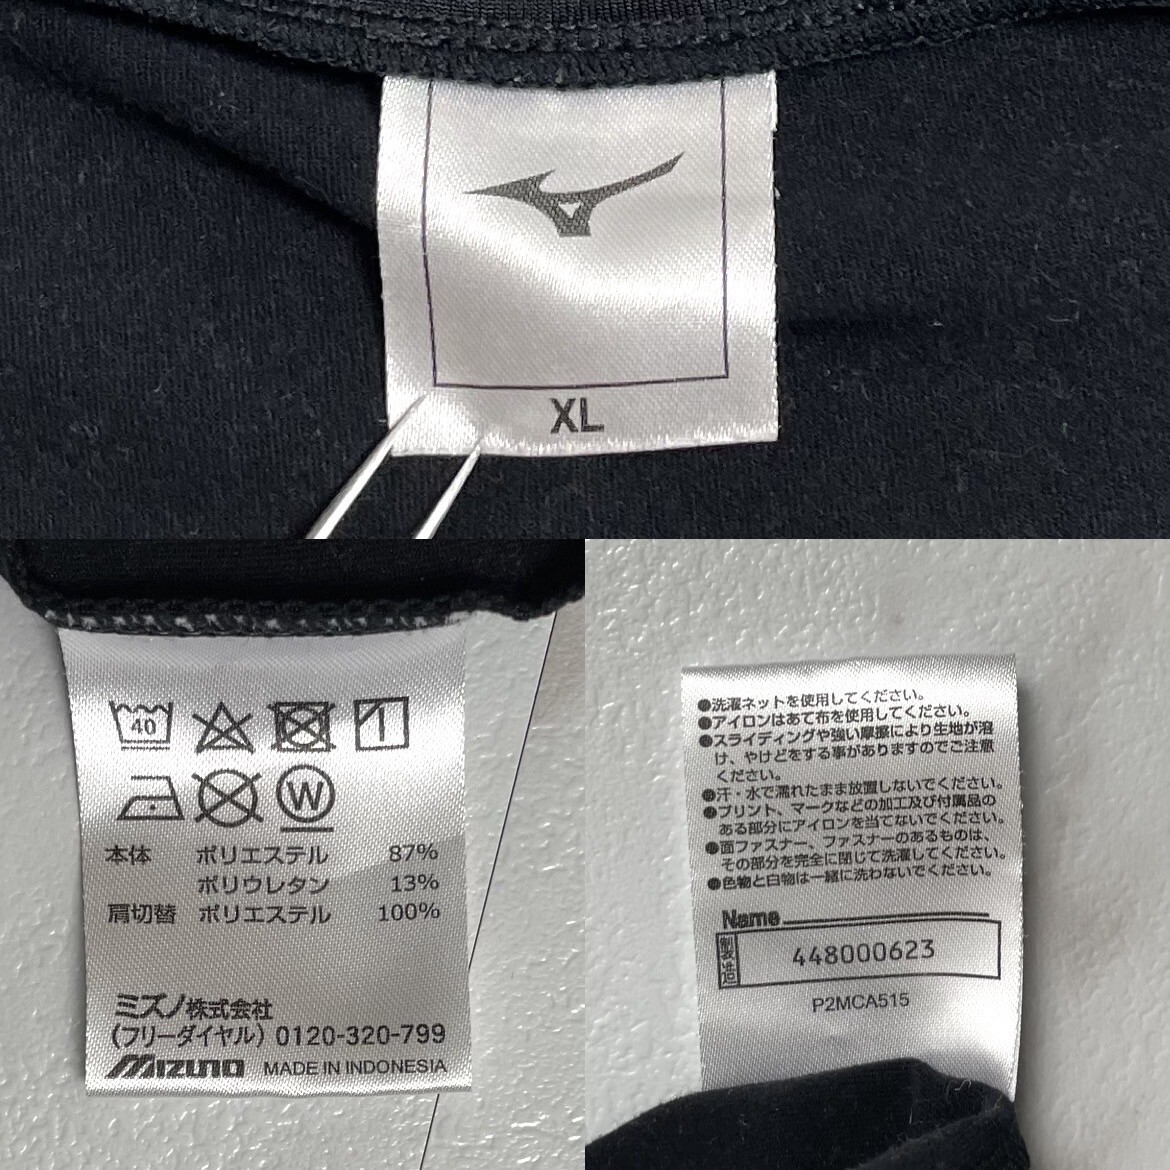 XL
40
W
本体 ポリエステル 87%
ポリウレタン 13%
肩切替 ポリエステル 100%
ミズノ株式会社
(フリーダイヤル) 0120-320-799
MIZUNO MADE IN INDONESIA
●洗濯ネットを使用してください。
●アイロンはあて布を使用してください。
●スライディングや強い摩擦により生地が溶
け、やけどをする事がありますのでご注意
ください。
●汗・水で濡れたまま放置しないでください。
●プリント、マークなどの加工及び付属品の
ある部分にアイロンを当てないでください。
●面ファスナー、ファスナーのあるものは、
その部分を完全に閉じて洗濯してください。
●色物と白物は一緒に洗わないでください。
Name
448000623
P2MCA515